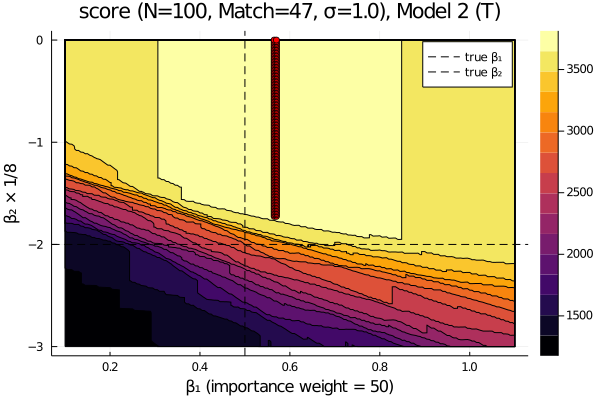 score (N=100, Match=47, σ=1.0), Model 2 (T)
0
−1
−2
−3
β₂ × 1/8
true β₁
true β₂
3500
3000
2500
2000
1500
0.2
0.4
0.6
0.8
1.0
β₁ (importance weight = 50)